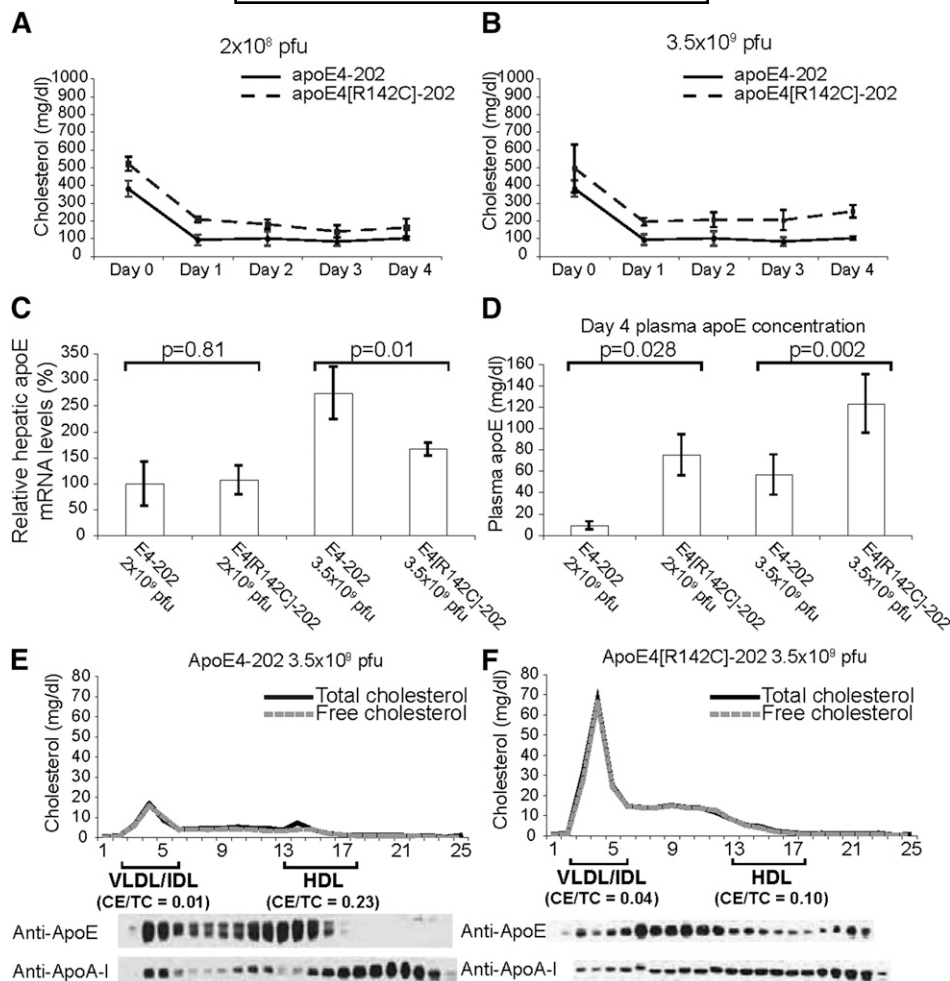 A
B
2x10⁸ pfu
3.5x10⁹ pfu
apoE4-202
apoE4[R142C]-202
Cholesterol (mg/dl)
1000
900
800
700
600
500
400
300
200
100
0
Day 0 Day 1 Day 2 Day 3 Day 4
apoE4-202
apoE4[R142C]-202
Cholesterol (mg/dl)
1000
900
800
700
600
500
400
300
200
100
0
Day 0 Day 1 Day 2 Day 3 Day 4
C
p=0.81
p=0.01
Relative hepatic apoE
mRNA levels (%)
350
300
250
200
150
100
50
0
E4-202
2x10⁹ pfu
E4[R142C]-202
2x10⁹ pfu
E4-202
3.5x10⁹ pfu
E4[R142C]-202
3.5x10⁹ pfu
D
Day 4 plasma apoE concentration
p=0.028
p=0.002
Plasma apoE (mg/dl)
160
140
120
100
80
60
40
20
0
E4-202
2x10⁹ pfu
E4[R142C]-202
2x10⁹ pfu
E4-202
3.5x10⁹ pfu
E4[R142C]-202
3.5x10⁹ pfu
E
ApoE4-202 3.5x10⁹ pfu
Total cholesterol
Free cholesterol
Cholesterol (mg/dl)
80
70
60
50
40
30
20
10
0
1 5 9 13 17 21 25
VLDL/IDL
(CE/TC = 0.01)
HDL
(CE/TC = 0.23)
Anti-ApoE
Anti-ApoA-I
F
ApoE4[R142C]-202 3.5x10⁹ pfu
Total cholesterol
Free cholesterol
Cholesterol (mg/dl)
80
70
60
50
40
30
20
10
0
1 5 9 13 17 21 25
VLDL/IDL
(CE/TC = 0.04)
HDL
(CE/TC = 0.10)
Anti-ApoE
Anti-ApoA-I